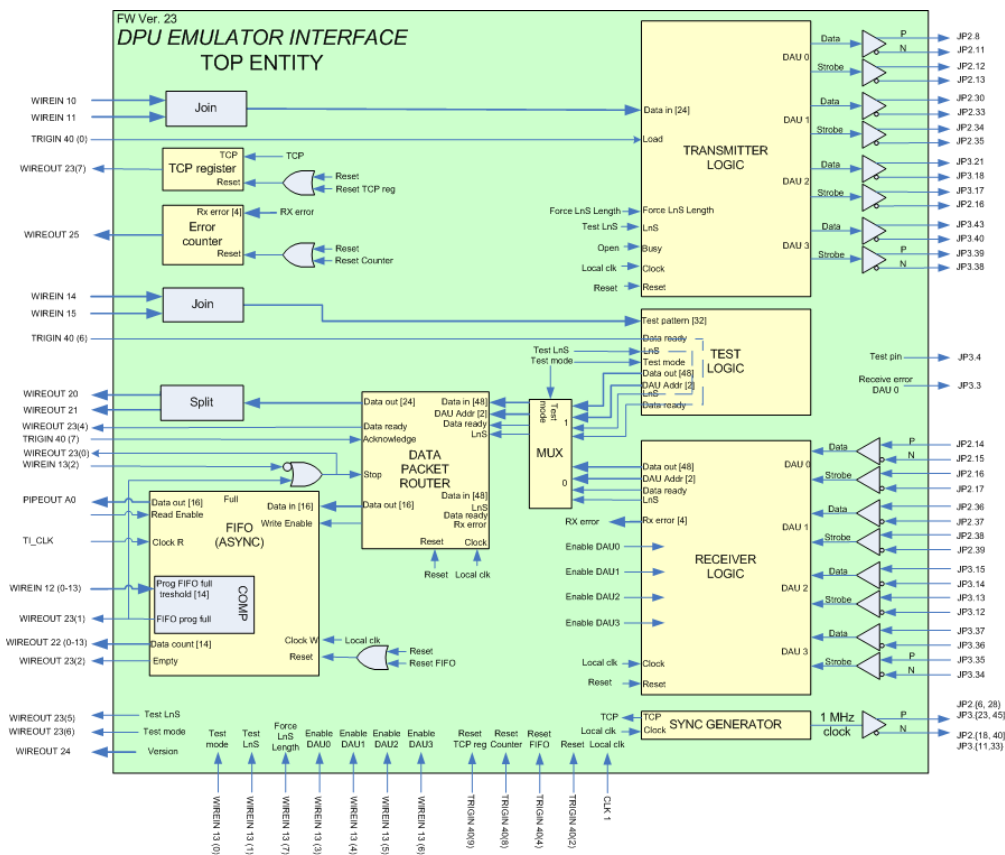 FW Ver. 23
DPU EMULATOR INTERFACE
TOP ENTITY
WIREIN 10
WIREIN 11
Join
TRIGIN 40 (0)
WIREOUT 23(7)
TCP
TCP register
Reset
TCP
Reset
Reset TCP reg
WIREOUT 25
Rx error [4]
Error
counter
Reset
RX error
Reset
Reset Counter
WIREIN 14
WIREIN 15
Join
TRIGIN 40 (6)
Data in [24]
Load
TRANSMITTER
LOGIC
Force LnS Length
Force LnS Length
Test LnS
LnS
Open
Busy
Local clk
Clock
Reset
Reset
DAU 0
DAU 1
DAU 2
DAU 3
Data
P
JP2.8
N
JP2.11
Strobe
JP2.12
JP2.13
Data
JP2.30
JP2.33
Strobe
JP2.34
JP2.35
Data
JP3.21
JP3.18
Strobe
JP3.17
JP2.16
Data
JP3.43
JP3.40
Strobe
P
JP3.39
N
JP3.38
Test pattern [32]
Data ready
LnS
Test mode
Data out [48]
DAU Addr [2]
LnS
Data ready
TEST
LOGIC
Test LnS
Test mode
Test pin
JP3.4
Receive error
DAU 0
JP3.3
WIREOUT 20
WIREOUT 21
Split
WIREOUT 23(4)
TRIGIN 40 (7)
WIREOUT 23(0)
WIREIN 13(2)
Data out [24]
Data ready
Acknowledge
Stop
Data out [16]
Data in [48]
DAU Addr [2]
Data ready
LnS
DATA
PACKET
ROUTER
Data in [48]
LnS
Data ready
Rx error
Reset
Clock
Reset
Local clk
Test
mode
1
MUX
0
PIPEOUT A0
TI_CLK
WIREIN 12 (0-13)
WIREOUT 23(1)
WIREOUT 22 (0-13)
WIREOUT 23(2)
Full
Data out [16]
Data in [16]
Read Enable
Write Enable
FIFO
(ASYNC)
Clock R
Prog FIFO full
treshold [14]
COMP
FIFO prog full
Clock W
Data count [14]
Reset
Empty
Local clk
Reset
Reset FIFO
Data out [48]
DAU Addr [2]
Data ready
LnS
RX error
Rx error [4]
RECEIVER
LOGIC
Enable DAU0
Enable DAU1
Enable DAU2
Enable DAU3
Local clk
Clock
Reset
Reset
DAU 0
DAU 1
DAU 2
DAU 3
Data
P
JP2.14
N
JP2.15
Strobe
JP2.16
JP2.17
Data
JP2.36
JP2.37
Strobe
JP2.38
JP2.39
Data
JP3.15
JP3.14
Strobe
JP3.13
JP3.12
Data
JP3.37
JP3.36
Strobe
P
JP3.35
N
JP3.34
TCP
TCP
Local clk
Clock
SYNC GENERATOR
1 MHz
clock
P
N
JP2.{6, 28}
JP3.{23, 45}
JP2.{18, 40}
JP3.{11,33}
WIREOUT 23(5)
Test LnS
WIREOUT 23(6)
Test mode
WIREOUT 24
Version
Test
mode
Test
LnS
Force
LnS
Length
Enable
DAU0
Enable
DAU1
Enable
DAU2
Enable
DAU3
Reset
TCP reg
Reset
Counter
Reset
FIFO
Reset
Local clk
WIREIN 13 (0)
WIREIN 13 (1)
WIREIN 13 (7)
WIREIN 13 (3)
WIREIN 13 (4)
WIREIN 13 (5)
WIREIN 13 (6)
TRIGIN 40(9)
TRIGIN 40(8)
TRIGIN 40(4)
TRIGIN 40(2)
CLK 1